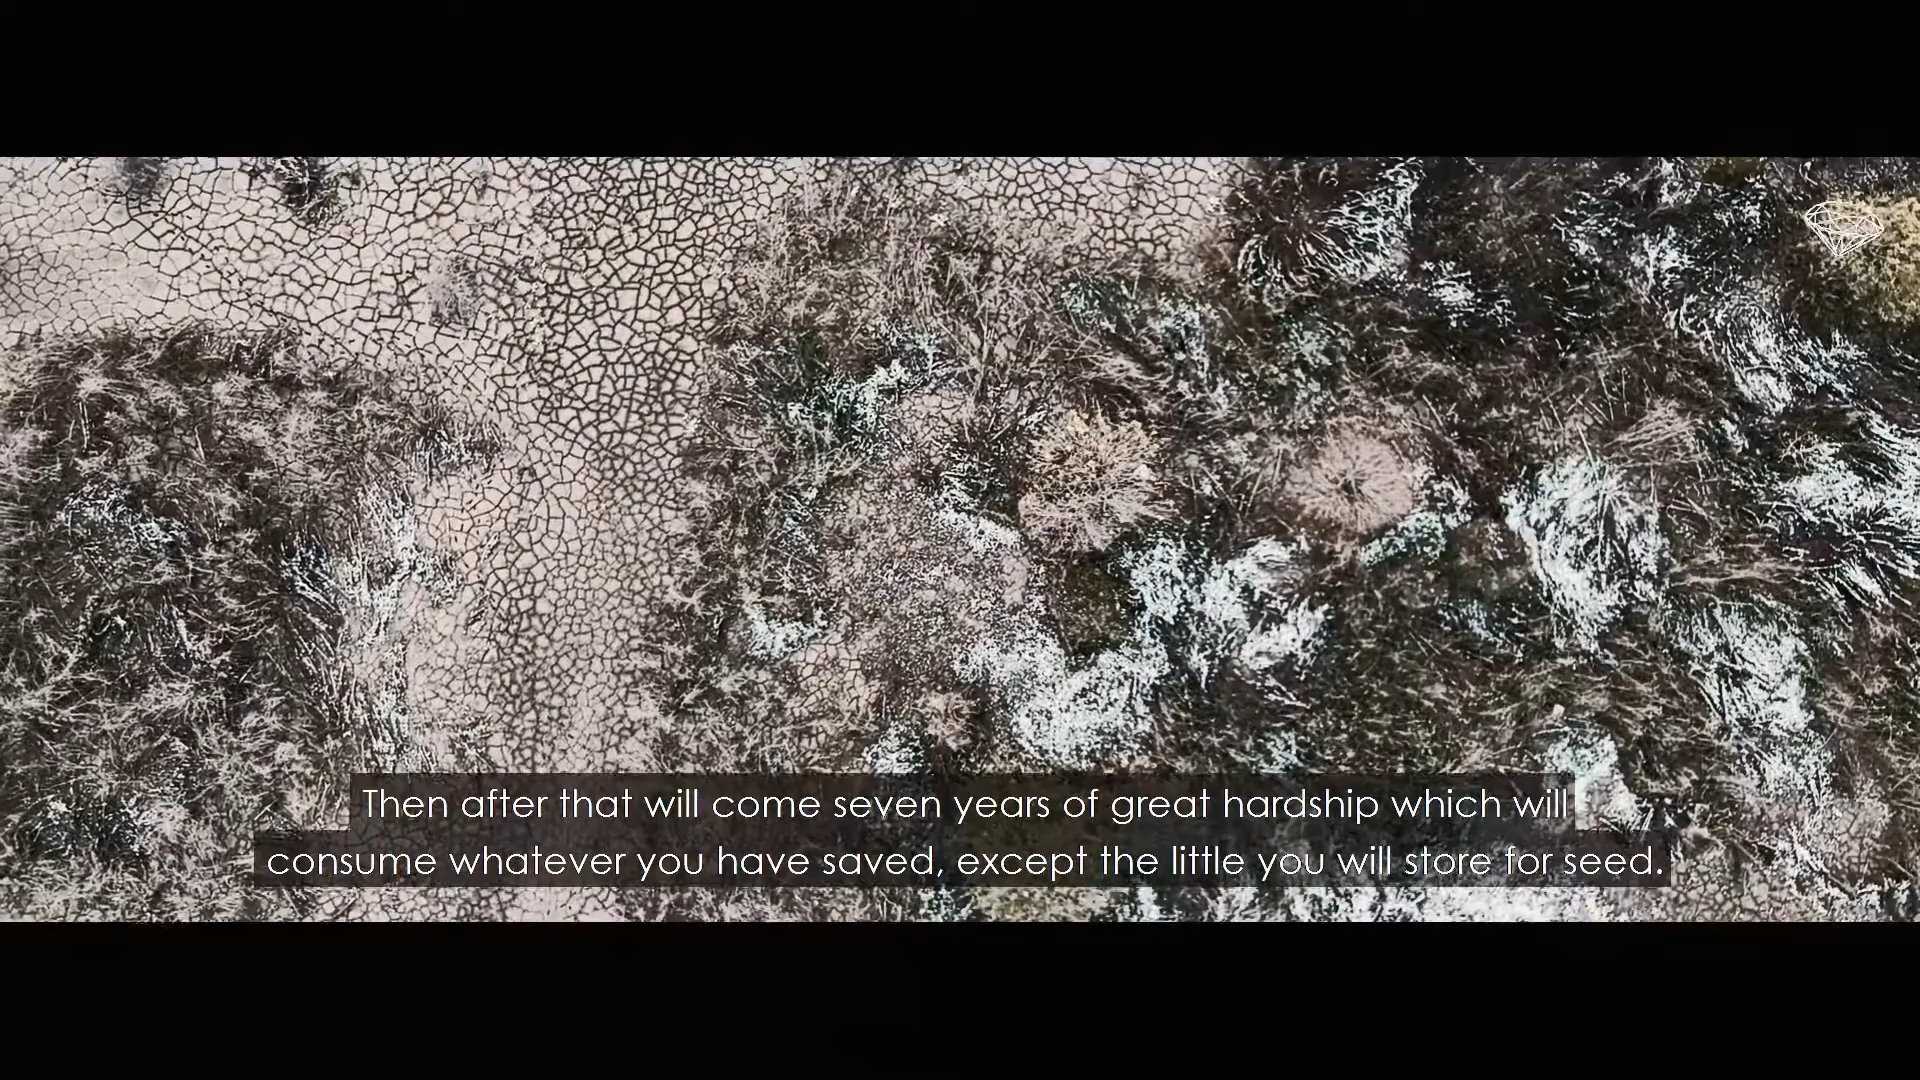 Then after that will come seven years of great hardship which will
consume whatever you have saved, except the little you will store for seed.